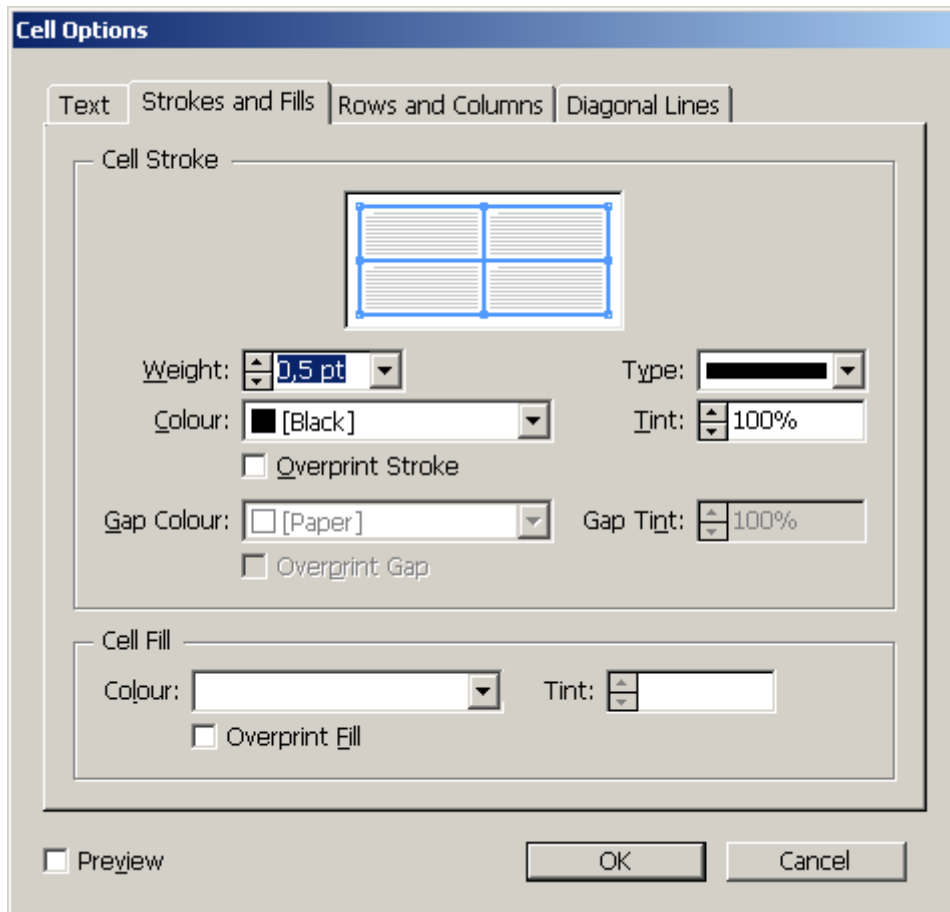 Cell Options
Text Strokes and Fills Rows and Columns Diagonal Lines
Cell Stroke
Weight: 0,5 pt Type:
Colour: [Black] Tint: 100%
Overprint Stroke
Gap Colour: [Paper] Gap Tint: 100%
Overprint Gap
Cell Fill
Colour: Tint:
Overprint Fill
Preview OK Cancel